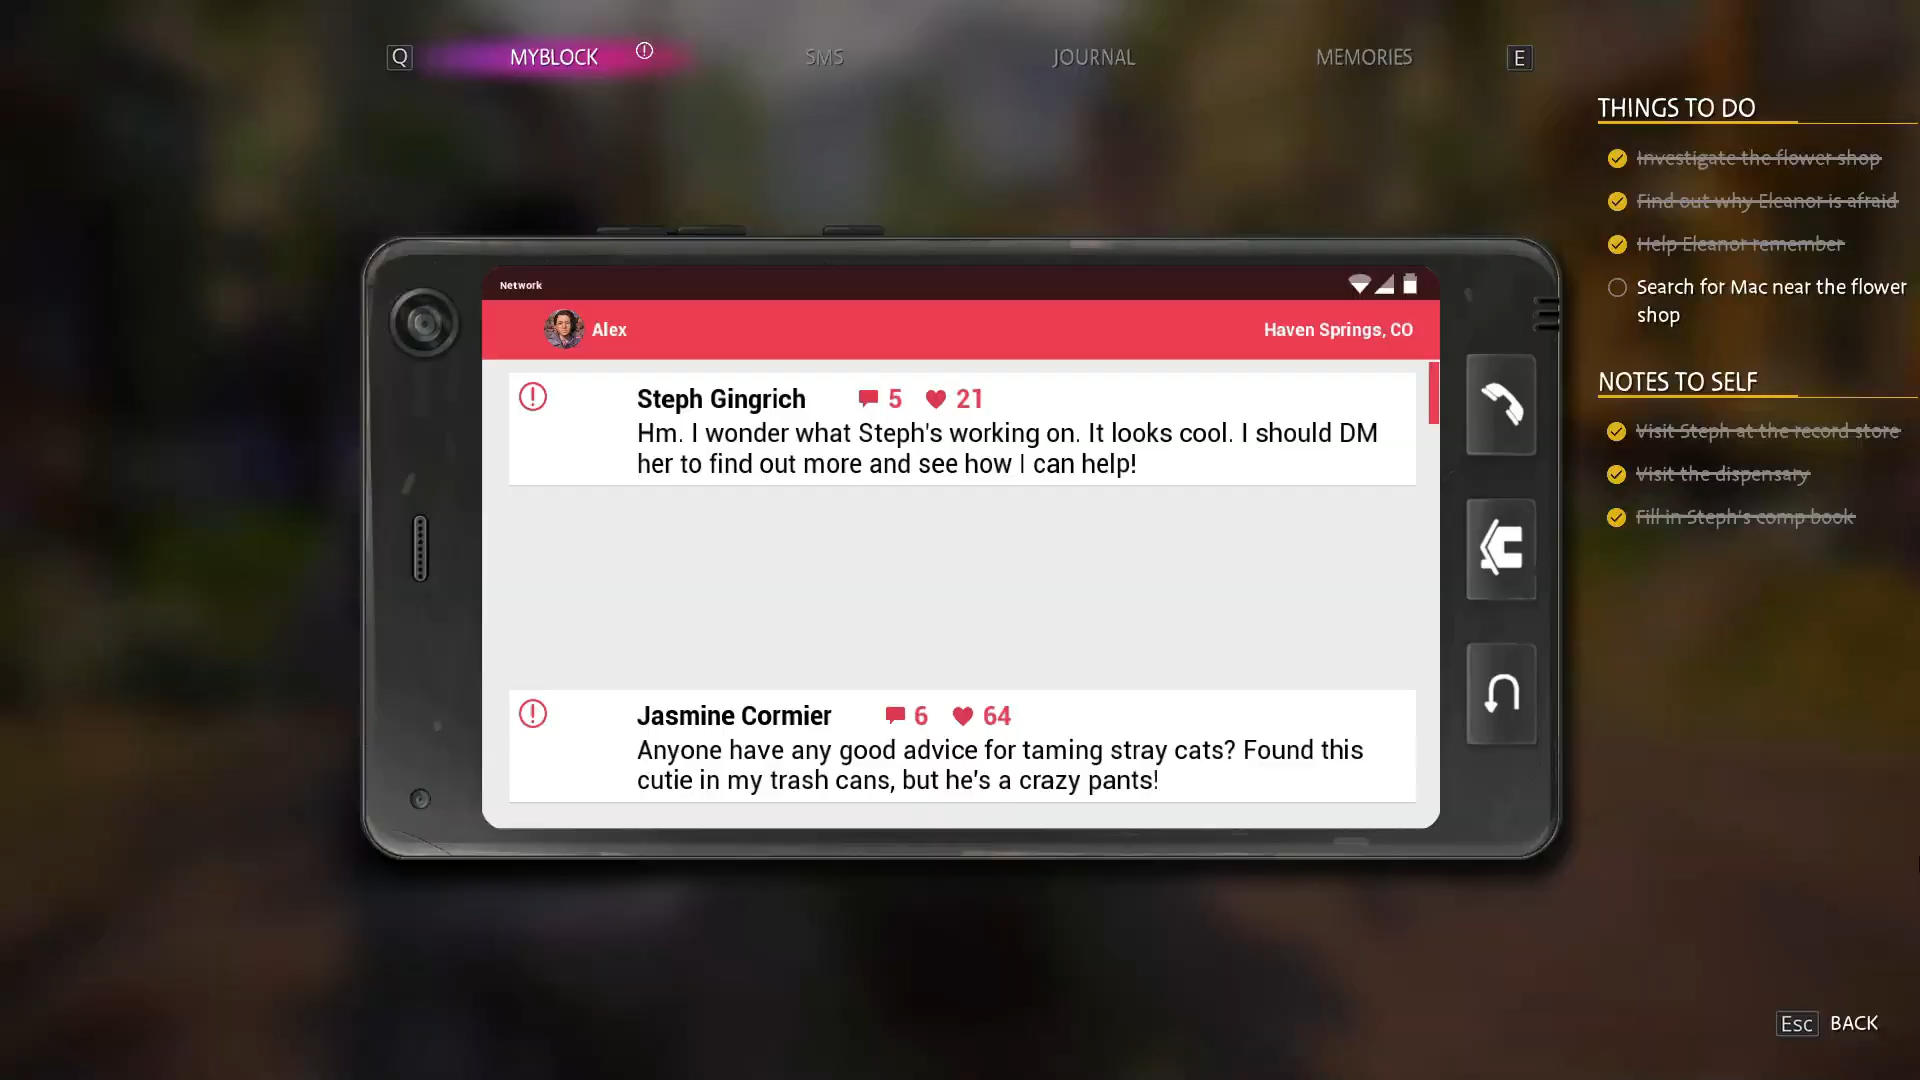 Q
MYBLOCK
SMS
JOURNAL
MEMORIES
E
THINGS TO DO
Investigate the flower shop
Find out why Eleanor is afraid
Help Eleanor remember
Search for Mac near the flower
shop
NOTES TO SELF
Visit Steph at the record store
Visit the dispensary
Fill in Steph's comp book
Network
Alex
Haven Springs, CO
Steph Gingrich 5 21
Hm. I wonder what Steph's working on. It looks cool. I should DM
her to find out more and see how I can help!
Jasmine Cormier 6 64
Anyone have any good advice for taming stray cats? Found this
cutie in my trash cans, but he's a crazy pants!
Esc BACK